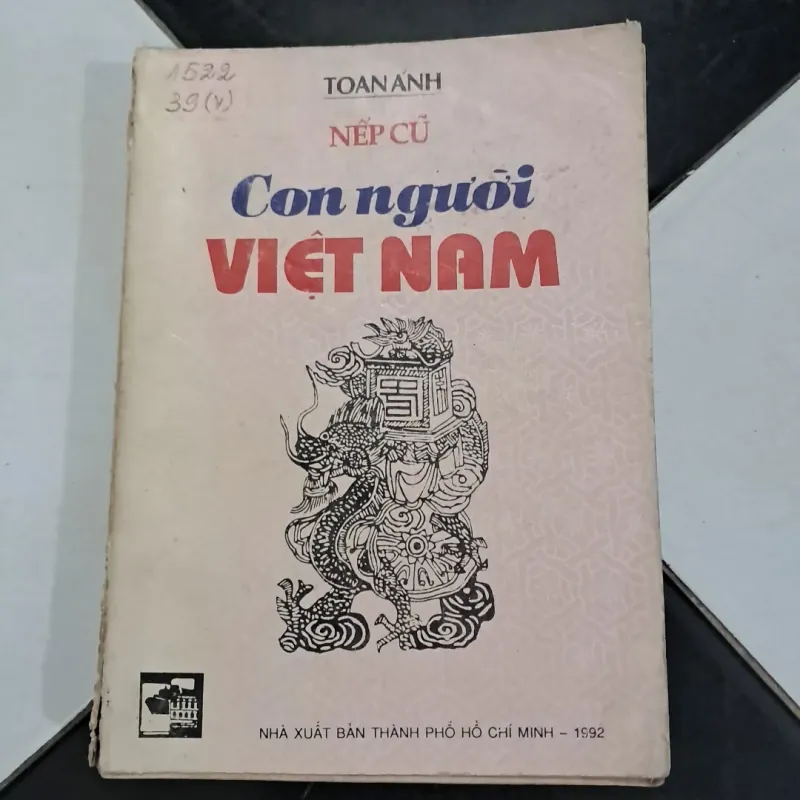 1522
39(v)
TOAN ÁNH
NẾP CŨ
Con người
VIỆT NAM
NHÀ XUẤT BẢN THÀNH PHỐ HỒ CHÍ MINH – 1992